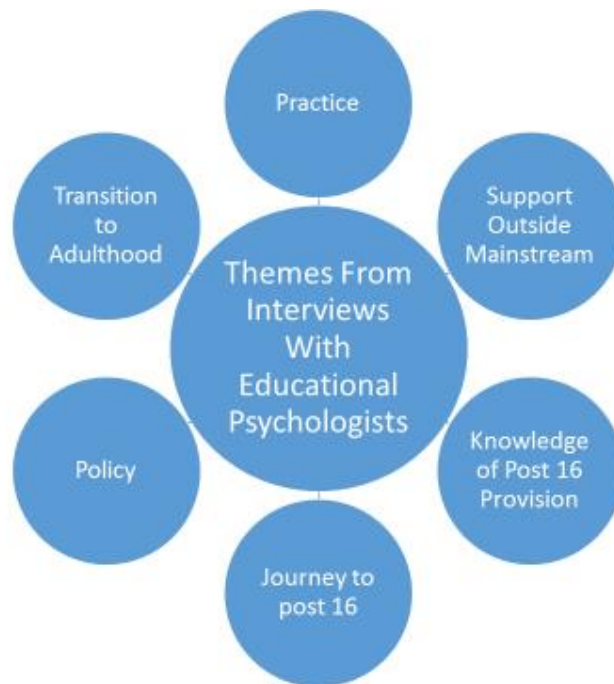 Practice
Transition
to
Adulthood
Support
Outside
Mainstream
Themes From
Interviews
With
Educational
Psychologists
Policy
Knowledge
of Post 16
Provision
Journey to
post 16